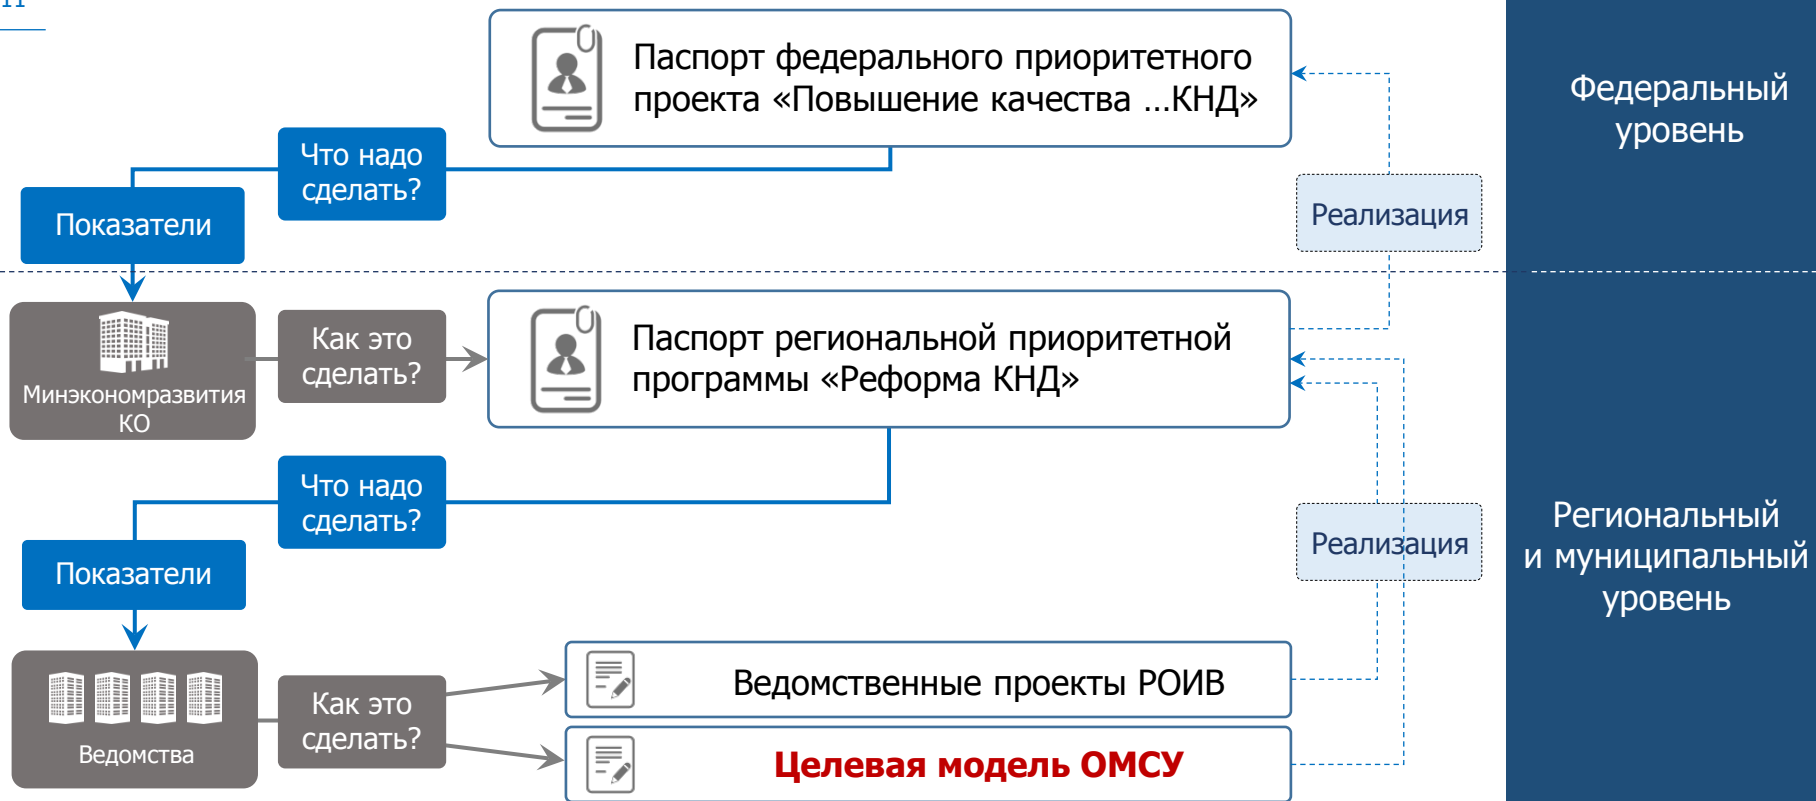 11
Паспорт федерального приоритетного
проекта «Повышение качества ...КНД»
Федеральный
уровень
Что надо
сделать?
Показатели
Реализация
Минэкономразвития
КО
Как это
сделать?
Паспорт региональной приоритетной
программы «Реформа КНД»
Что надо
сделать?
Показатели
Реализация
Региональный
и муниципальный
уровень
Ведомства
Как это
сделать?
Ведомственные проекты РОИВ
Целевая модель ОМСУ